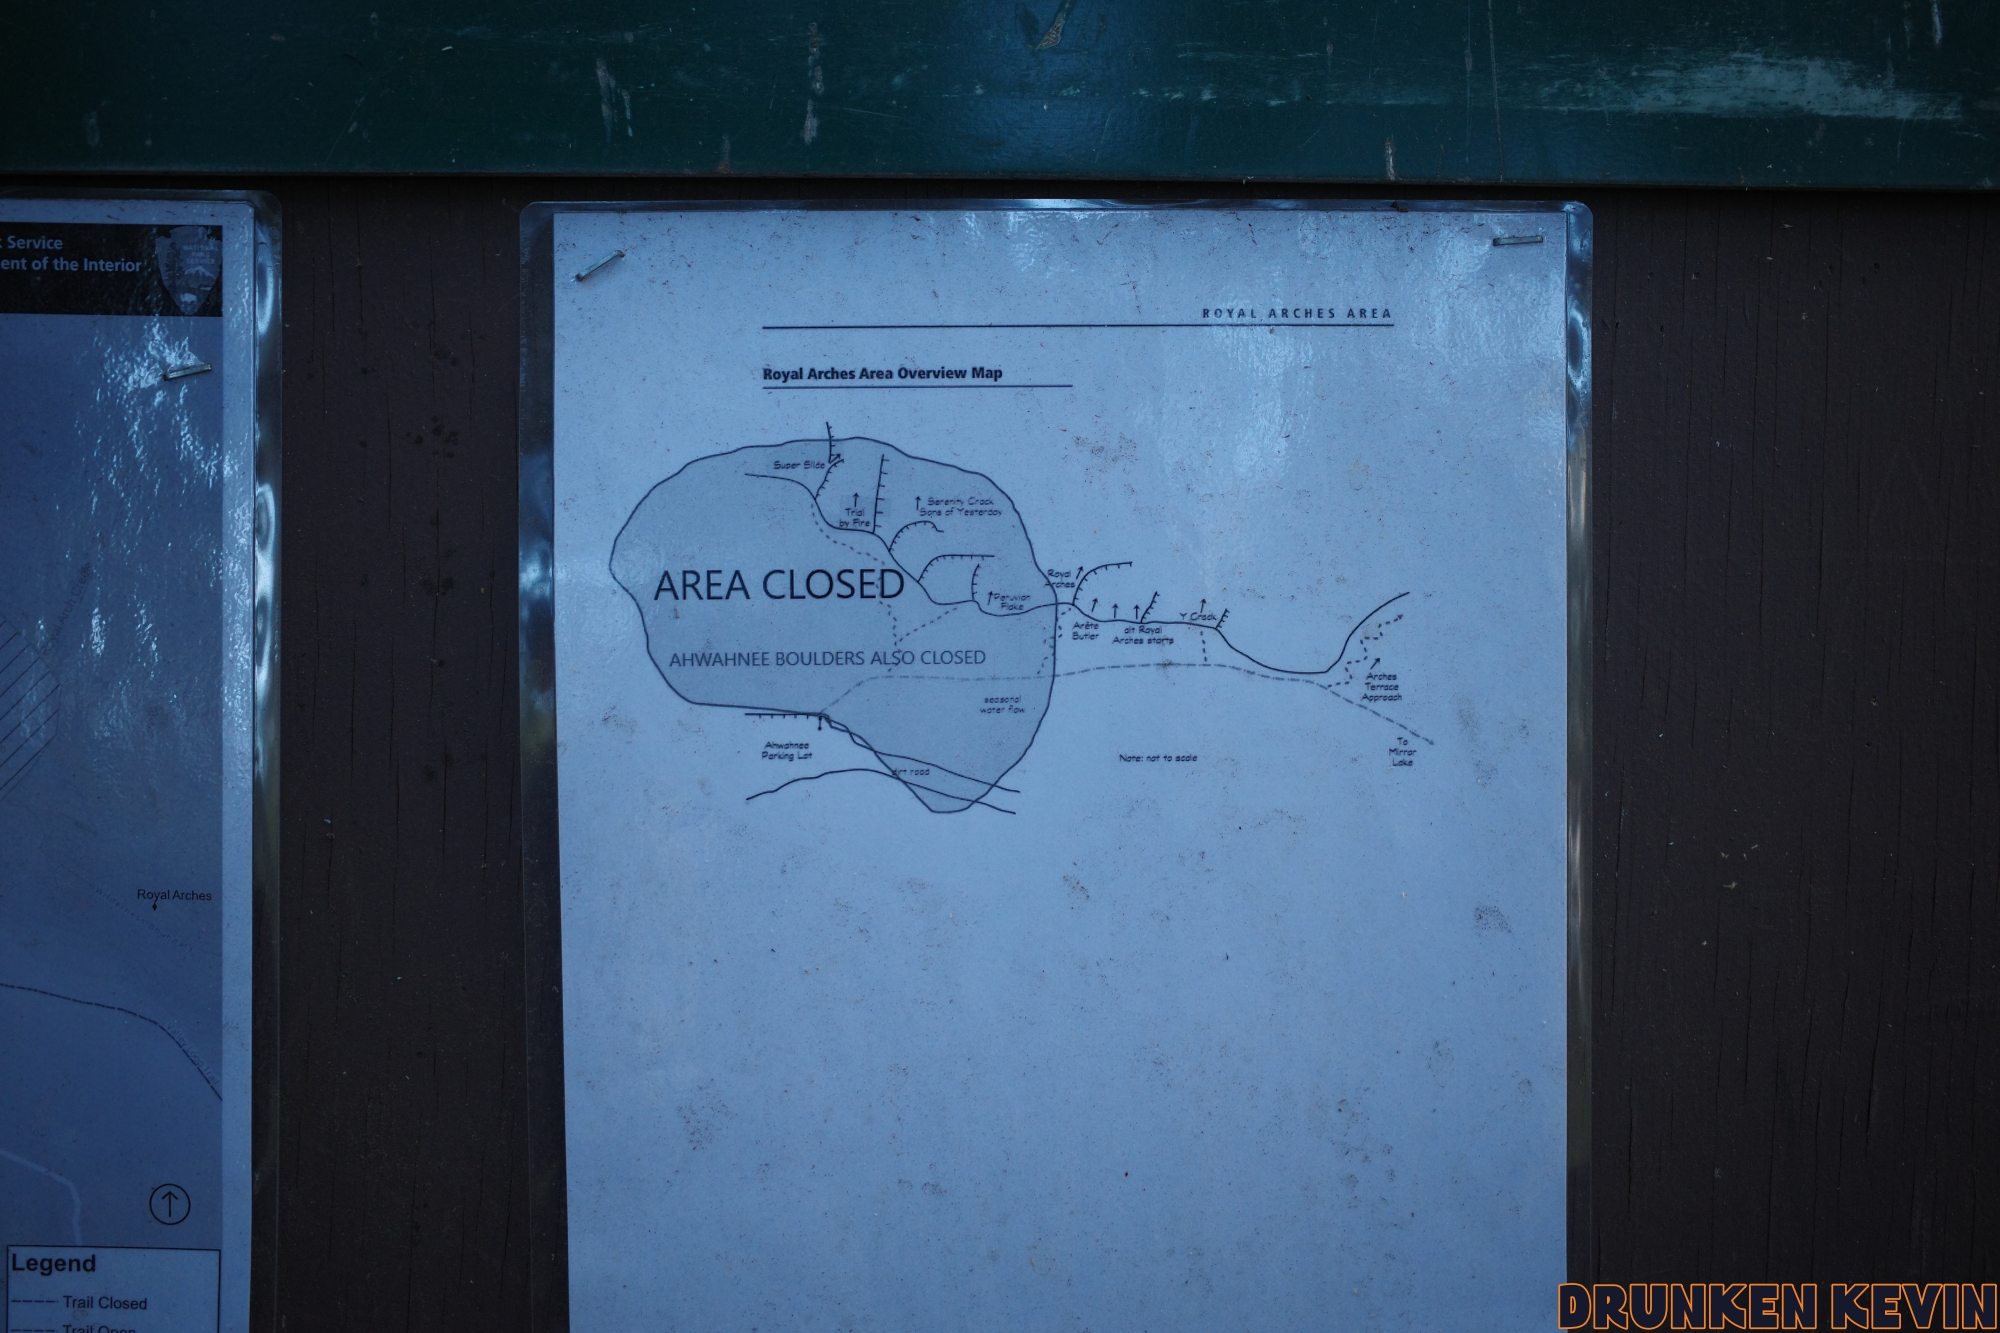 Service
ent of the Interior
Royal Arches
Legend
Trail Closed
Trail Open
ROYAL ARCHES AREA
Royal Arches Area Overview Map
Super Slide
Trial
by Fire
Serenity Crack
Sons of Yesterday
AREA CLOSED
Peruvian
Flake
Royal
Arches
Arête
Butler
alt Royal
Arches starts
Y Crack
AHWAHNEE BOULDERS ALSO CLOSED
seasonal
water flow
Arches
Terrace
Approach
Ahwahnee
Parking Lot
dirt road
Note: not to scale
To
Mirror
Lake
DRUNKEN KEVIN